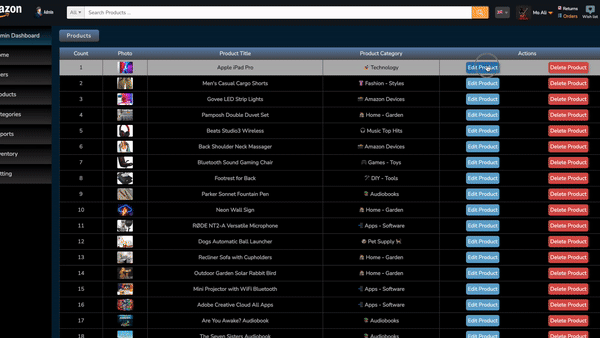 azon
Idnis
All
Search Products ..
Mo Ali
Returns
& Orders
Wish list
min Dashboard
ome
ers
oducts
ategories
ports
ventory
tting
Products
Count Photo Product Title Product Category Actions
1 Apple iPad Pro Technology Edit Product Delete Product
2 Men's Casual Cargo Shorts Fashion - Styles Edit Product Delete Product
3 Govee LED Strip Lights Amazon Devices Edit Product Delete Product
4 Pamposh Double Duvet Set Home - Garden Edit Product Delete Product
5 Beats Studio3 Wireless Music Top Hits Edit Product Delete Product
6 Back Shoulder Neck Massager Amazon Devices Edit Product Delete Product
7 Bluetooth Sound Gaming Chair Games - Toys Edit Product Delete Product
8 Footrest for Back DIY - Tools Edit Product Delete Product
9 Parker Sonnet Fountain Pen Audiobooks Edit Product Delete Product
10 Neon Wall Sign Home - Garden Edit Product Delete Product
11 RØDE NT2-A Versatile Microphone Apps - Software Edit Product Delete Product
12 Dogs Automatic Ball Launcher Pet Supply Edit Product Delete Product
13 Recliner Sofa with Cupholders Home - Garden Edit Product Delete Product
14 Outdoor Garden Solar Rabbit Bird Home - Garden Edit Product Delete Product
15 Mini Projector with WiFi Bluetooth Apps - Software Edit Product Delete Product
16 Adobe Creative Cloud All Apps Apps - Software Edit Product Delete Product
17 Are You Awake? Audiobook Audiobooks Edit Product Delete Product
18 The Seven Sisters Audiobook Audiobooks Edit Product Delete Product